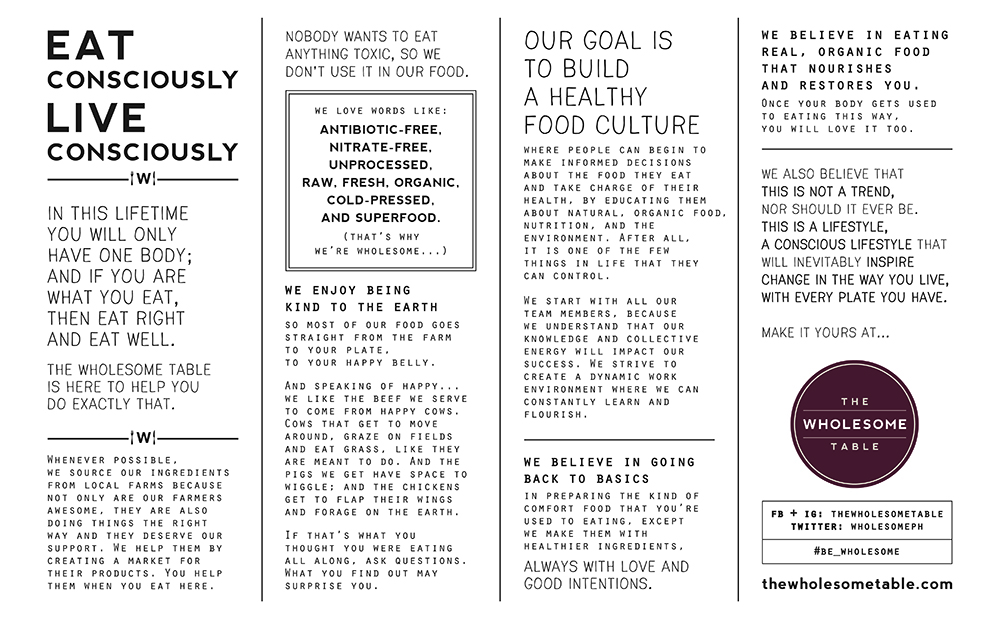 EAT
CONSCIOUSLY
LIVE
CONSCIOUSLY
W
IN THIS LIFETIME
YOU WILL ONLY
HAVE ONE BODY;
AND IF YOU ARE
WHAT YOU EAT,
THEN EAT RIGHT
AND EAT WELL.
THE WHOLESOME TABLE
IS HERE TO HELP YOU
DO EXACTLY THAT.
W
WHENEVER POSSIBLE,
WE SOURCE OUR INGREDIENTS
FROM LOCAL FARMS BECAUSE
NOT ONLY ARE OUR FARMERS
AWESOME, THEY ARE ALSO
DOING THINGS THE RIGHT
WAY AND THEY DESERVE OUR
SUPPORT. WE HELP THEM BY
CREATING A MARKET FOR
THEIR PRODUCTS. YOU HELP
THEM WHEN YOU EAT HERE.
NOBODY WANTS TO EAT
ANYTHING TOXIC, SO WE
DON'T USE IT IN OUR FOOD.
WE LOVE WORDS LIKE:
ANTIBIOTIC-FREE,
NITRATE-FREE,
UNPROCESSED,
RAW, FRESH, ORGANIC,
COLD-PRESSED,
AND SUPERFOOD.
(THAT'S WHY
WE'RE WHOLESOME...)
WE ENJOY BEING
KIND TO THE EARTH
SO MOST OF OUR FOOD GOES
STRAIGHT FROM THE FARM
TO YOUR PLATE,
TO YOUR HAPPY BELLY.
AND SPEAKING OF HAPPY...
WE LIKE THE BEEF WE SERVE
TO COME FROM HAPPY COWS.
COWS THAT GET TO MOVE
AROUND, GRAZE ON FIELDS
AND EAT GRASS, LIKE THEY
ARE MEANT TO DO. AND THE
PIGS WE GET HAVE SPACE TO
WIGGLE; AND THE CHICKENS
GET TO FLAP THEIR WINGS
AND FORAGE ON THE EARTH.
IF THAT'S WHAT YOU
THOUGHT YOU WERE EATING
ALL ALONG, ASK QUESTIONS.
WHAT YOU FIND OUT MAY
SURPRISE YOU.
OUR GOAL IS
TO BUILD
A HEALTHY
FOOD CULTURE
WHERE PEOPLE CAN BEGIN TO
MAKE INFORMED DECISIONS
ABOUT THE FOOD THEY EAT
AND TAKE CHARGE OF THEIR
HEALTH, BY EDUCATING THEM
ABOUT NATURAL, ORGANIC FOOD,
NUTRITION, AND THE
ENVIRONMENT. AFTER ALL,
IT IS ONE OF THE FEW
THINGS IN LIFE THAT THEY
CAN CONTROL.
WE START WITH ALL OUR
TEAM MEMBERS, BECAUSE
WE UNDERSTAND THAT OUR
KNOWLEDGE AND COLLECTIVE
ENERGY WILL IMPACT OUR
SUCCESS. WE STRIVE TO
CREATE A DYNAMIC WORK
ENVIRONMENT WHERE WE CAN
CONSTANTLY LEARN AND
FLOURISH.
WE BELIEVE IN GOING
BACK TO BASICS
IN PREPARING THE KIND OF
COMFORT FOOD THAT YOU'RE
USED TO EATING, EXCEPT
WE MAKE THEM WITH
HEALTHIER INGREDIENTS,
ALWAYS WITH LOVE AND
GOOD INTENTIONS.
WE BELIEVE IN EATING
REAL, ORGANIC FOOD
THAT NOURISHES
AND RESTORES YOU.
ONCE YOUR BODY GETS USED
TO EATING THIS WAY,
YOU WILL LOVE IT TOO.
WE ALSO BELIEVE THAT
THIS IS NOT A TREND,
NOR SHOULD IT EVER BE.
THIS IS A LIFESTYLE,
A CONSCIOUS LIFESTYLE THAT
WILL INEVITABLY INSPIRE
CHANGE IN THE WAY YOU LIVE,
WITH EVERY PLATE YOU HAVE.
MAKE IT YOURS AT...
THE
WHOLESOME
TABLE
FB + IG: THEWHOLESOMETABLE
TWITTER: WHOLESOMEPH
#BE_WHOLESOME
thewholesometable.com